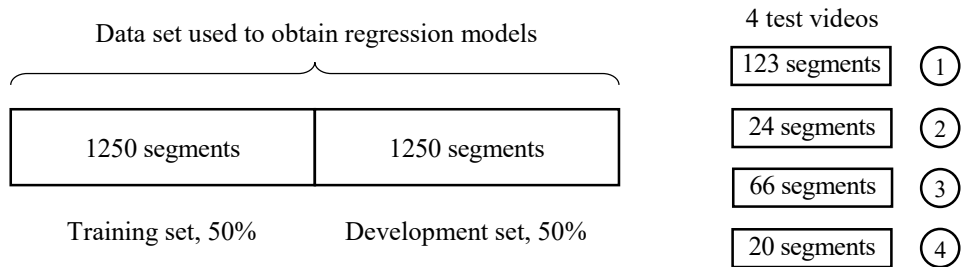 Data set used to obtain regression models
1250 segments
1250 segments
Training set, 50%
Development set, 50%
4 test videos
123 segments
1
24 segments
2
66 segments
3
20 segments
4